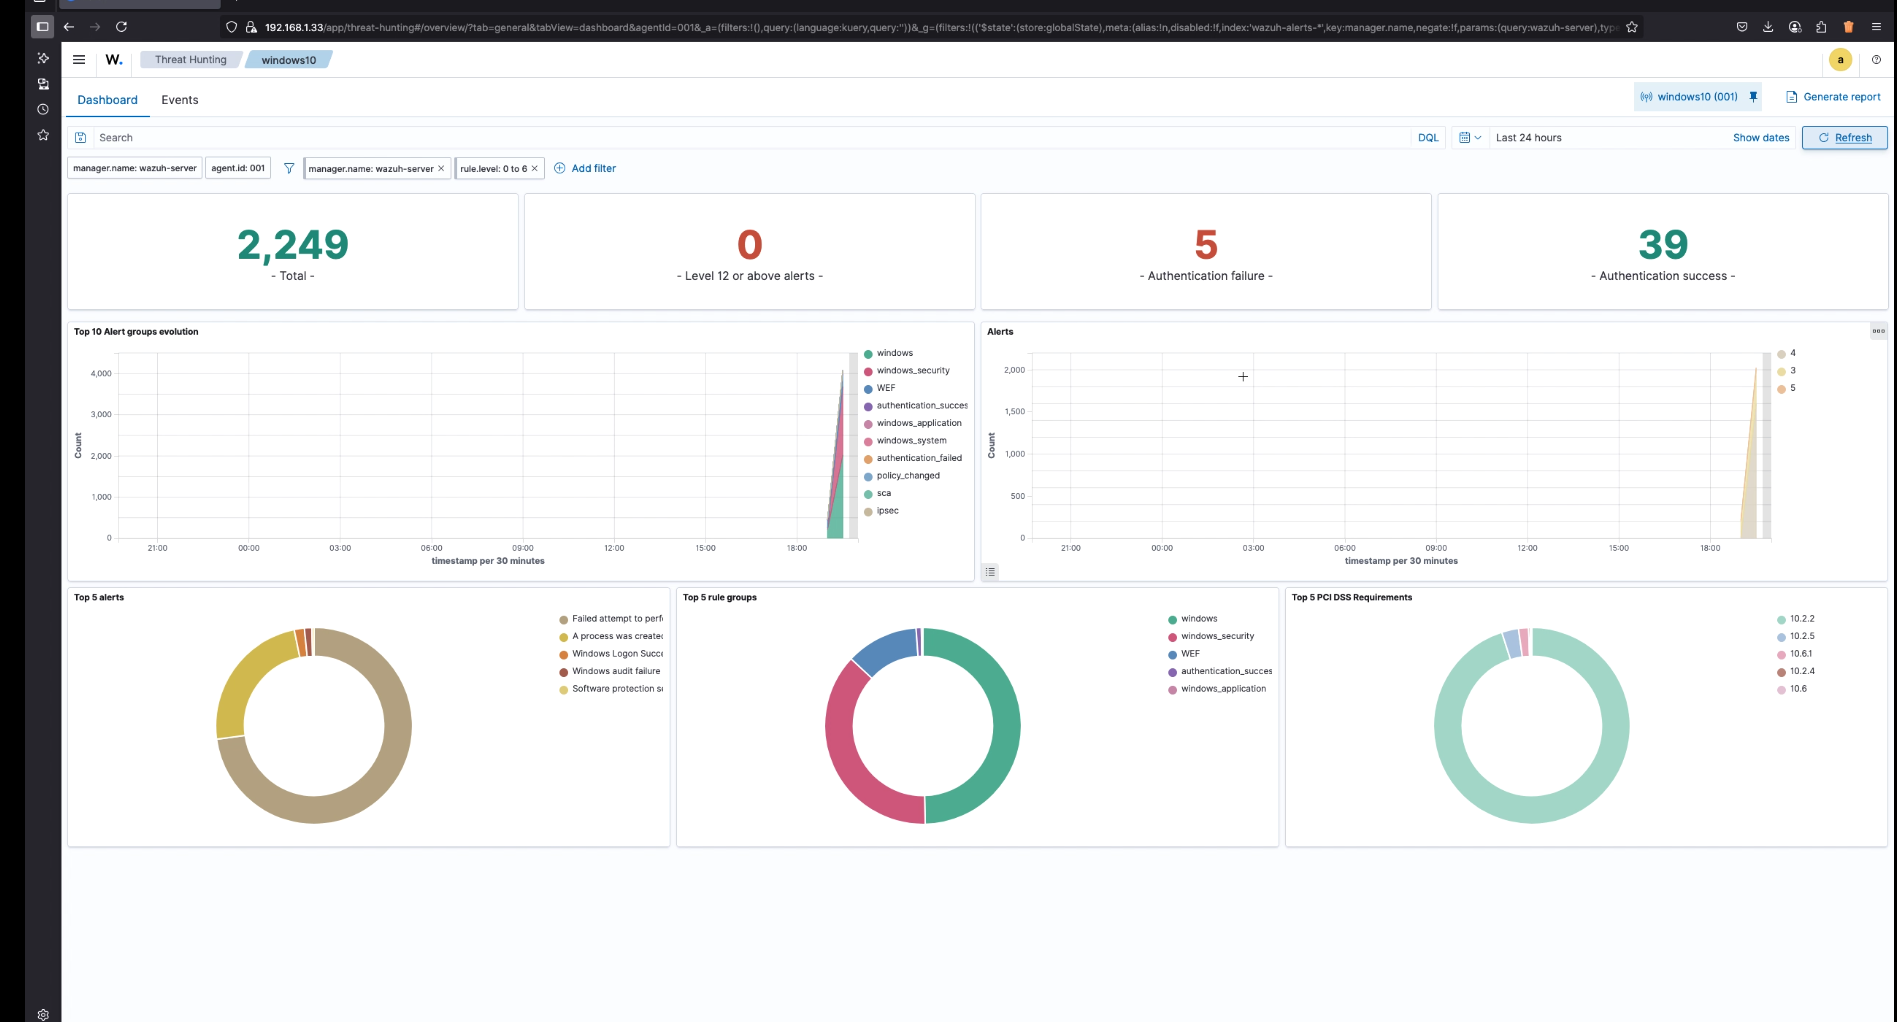 192.168.1.33/app/threat-hunting#/overview/?tab=general&tabView=dashboard&agentId=001&_a=(filters:!(),query:(language:kuery,query:''))&_g=(filters:!(('$state':(store:globalState),meta:(alias:!n,disabled:!f,index:'wazuh-alerts-*',key:manager.name,negate:!f,params:(query:wazuh-server),type
W. Threat Hunting windows10 a
Dashboard Events windows10 (001) Generate report
Search DQL Last 24 hours Show dates Refresh
manager.name: wazuh-server agent.id: 001 manager.name: wazuh-server × rule.level: 0 to 6 × Add filter
2,249
- Total -
0
- Level 12 or above alerts -
5
- Authentication failure -
39
- Authentication success -
Top 10 Alert groups evolution
4,000
3,000
2,000
1,000
0
Count
21:00 00:00 03:00 06:00 09:00 12:00 15:00 18:00
timestamp per 30 minutes
windows
windows_security
WEF
authentication_succes
windows_application
windows_system
authentication_failed
policy_changed
sca
ipsec
Alerts
2,000
1,500
1,000
500
0
Count
21:00 00:00 03:00 06:00 09:00 12:00 15:00 18:00
timestamp per 30 minutes
4
3
5
Top 5 alerts
Failed attempt to perf
A process was created
Windows Logon Succe
Windows audit failure
Software protection se
Top 5 rule groups
windows
windows_security
WEF
authentication_succes
windows_application
Top 5 PCI DSS Requirements
10.2.2
10.2.5
10.6.1
10.2.4
10.6